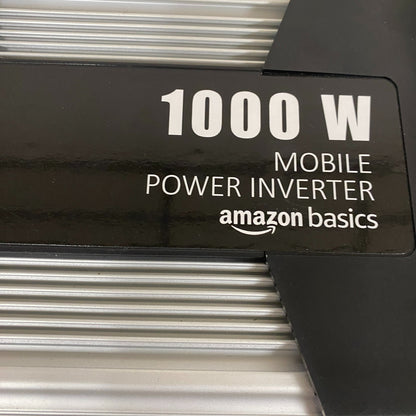 1000 W
MOBILE
POWER INVERTER
amazon basics